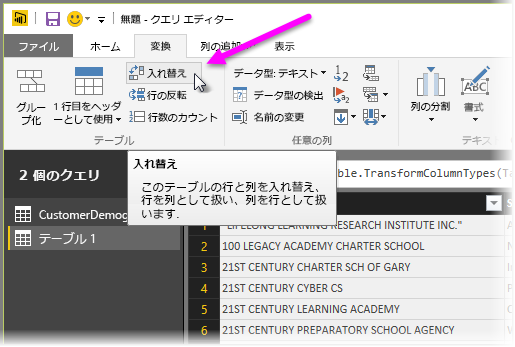 無題 - クエリ エディター
ファイル
ホーム
変換
列の追加
表示
グルー
プ化
1 行目をヘッダ
ーとして使用
入れ替え
行の反転
行数のカウント
テーブル
データ型: テキスト
データ型の検出
名前の変更
任意の列
列の分割
書式
テキスト
2 個のクエリ
CustomerDemog
テーブル 1
入れ替え
このテーブルの行と列を入れ替え、
行を列として扱い、列を行として扱
います.
ble.TransformColumnTypes(Ta
1 "LIFELONG LEARNING RESEARCH INSTITUTE INC."
2 100 LEGACY ACADEMY CHARTER SCHOOL
3 21ST CENTURY CHARTER SCH OF GARY
4 21ST CENTURY CYBER CS
5 21ST CENTURY LEARNING ACADEMY
6 21ST CENTURY PREPARATORY SCHOOL AGENCY